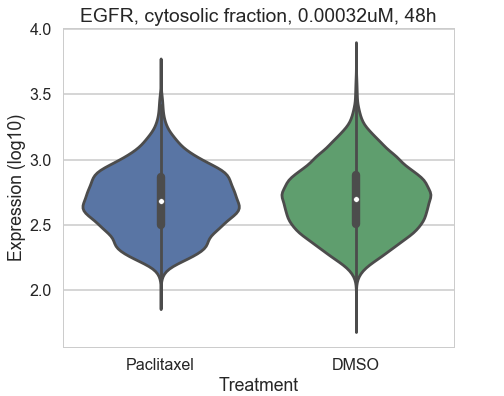 EGFR, cytosolic fraction, 0.00032uM, 48h
4.0
3.5
3.0
2.5
2.0
Expression (log10)
Paclitaxel DMSO
Treatment